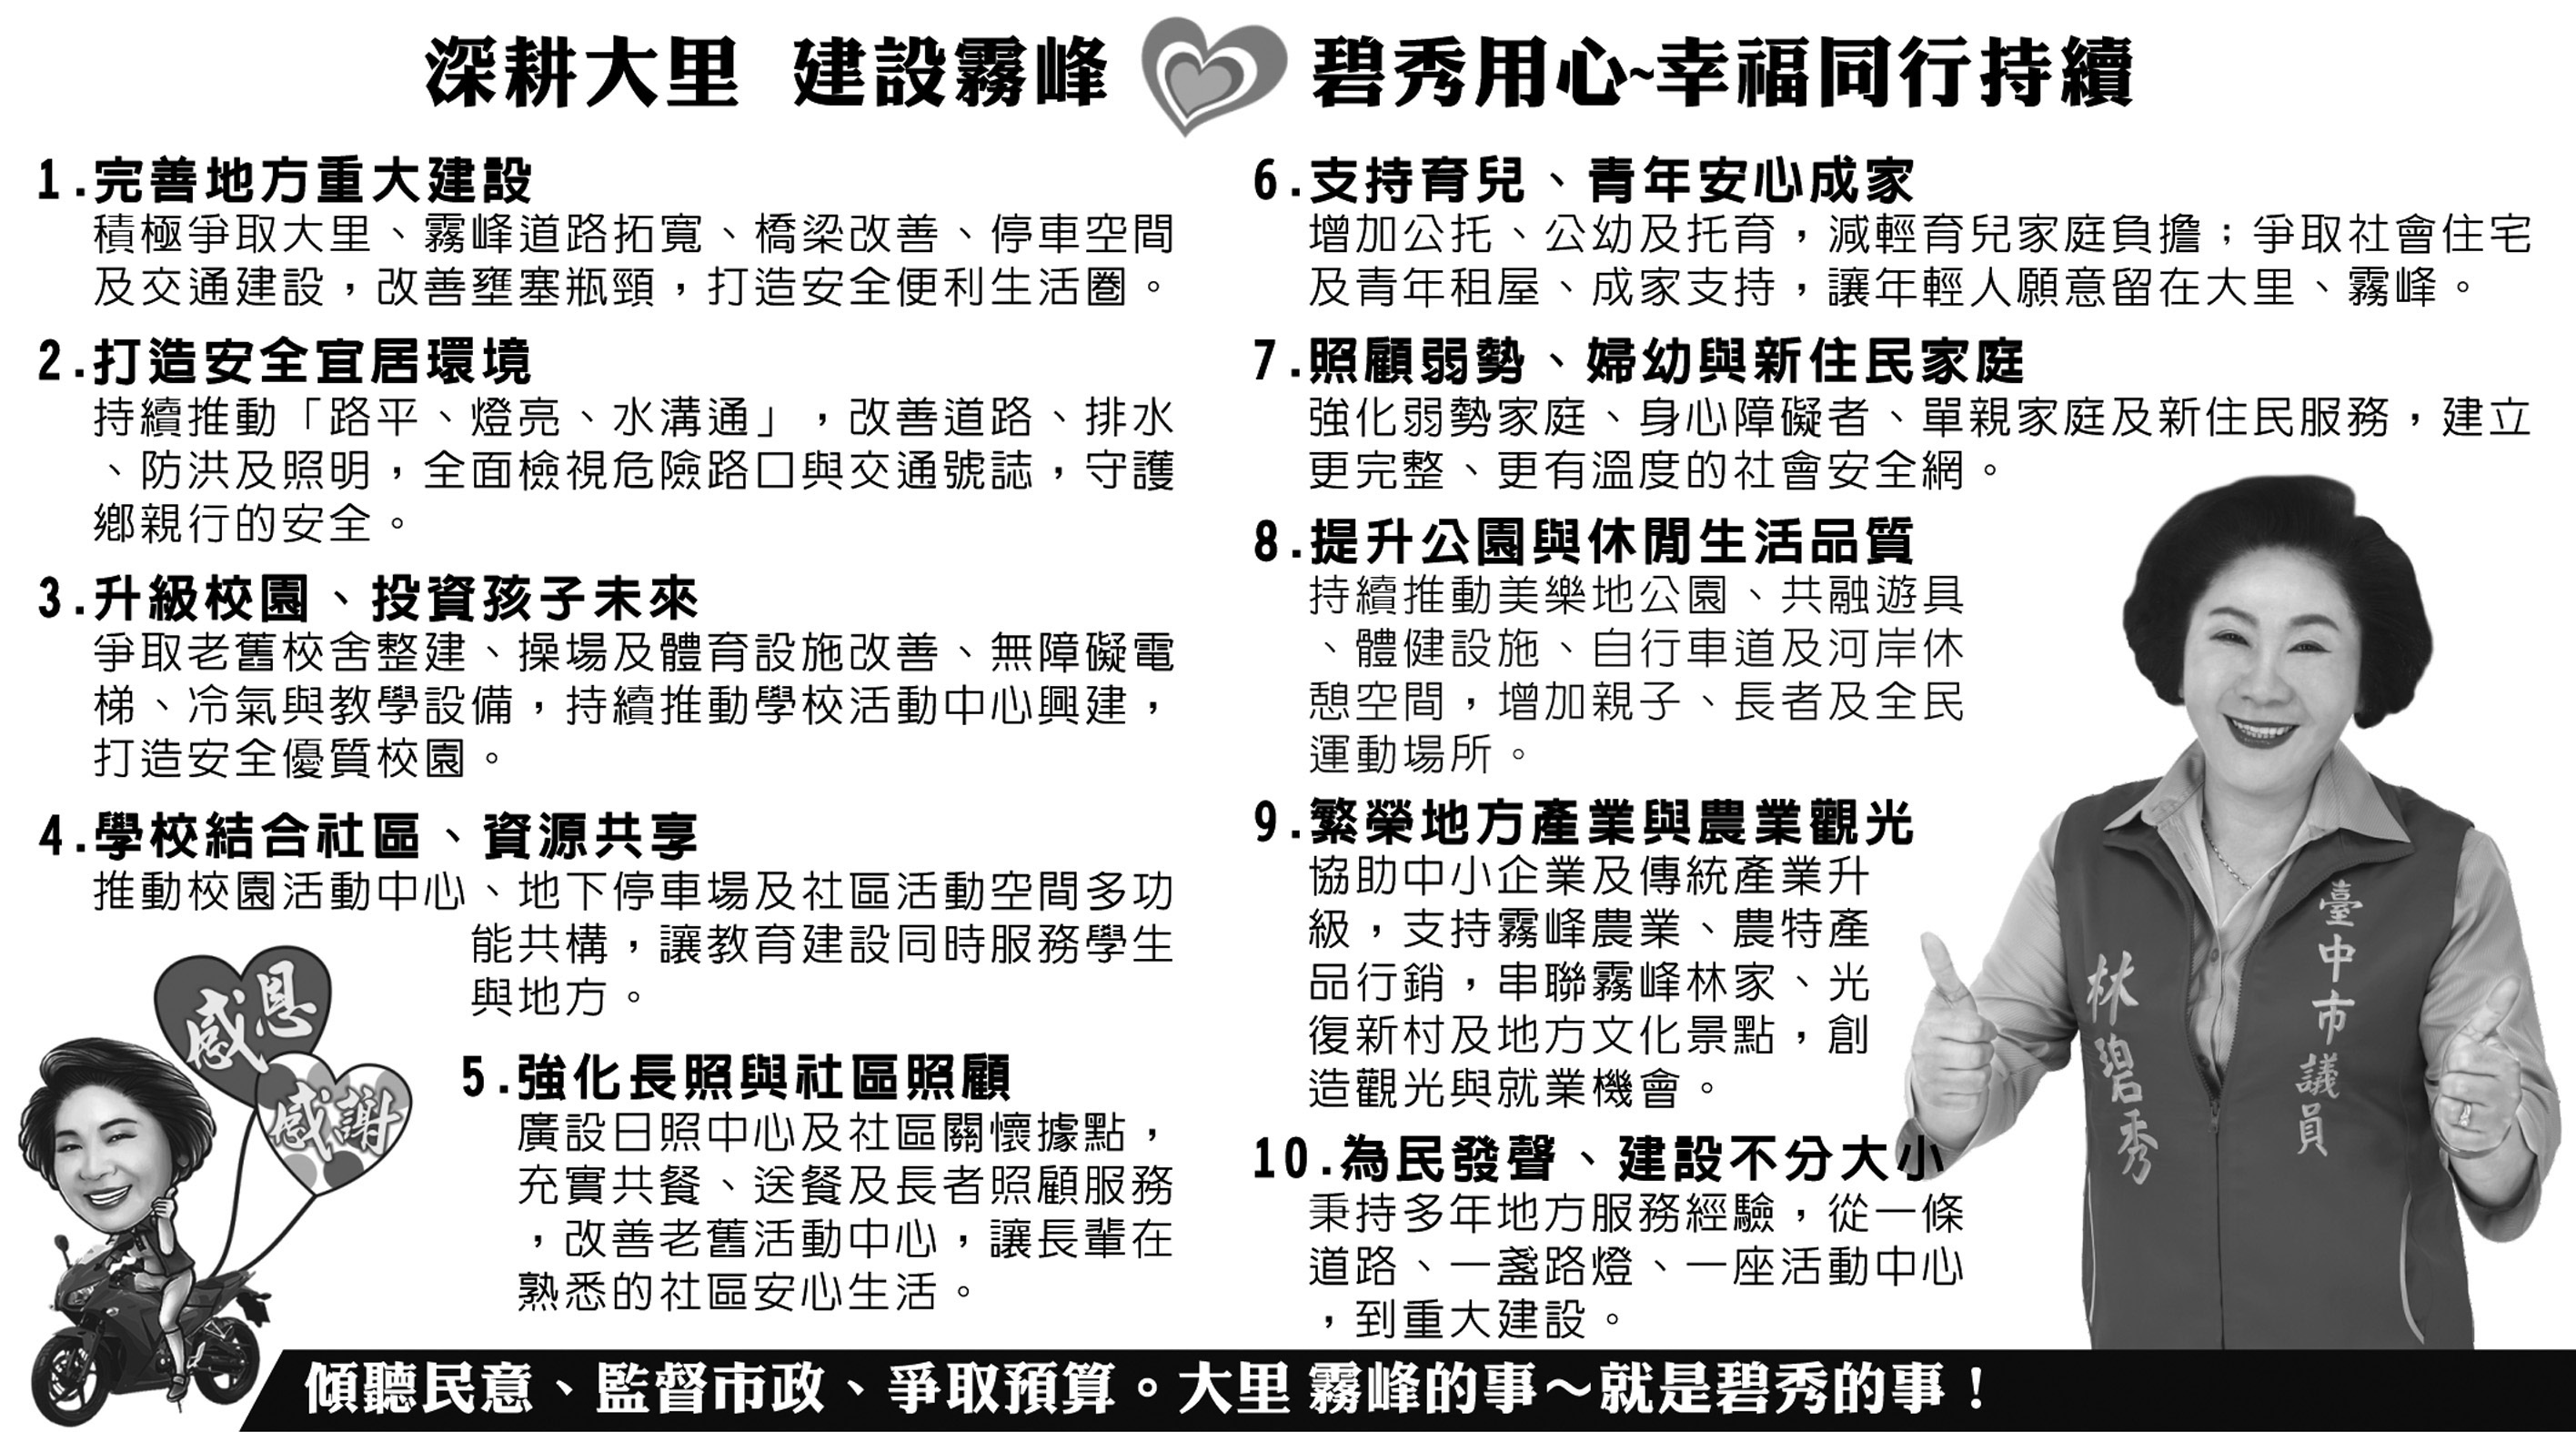 深耕大里 建設霧峰 碧秀用心~幸福同行持續
1.完善地方重大建設
積極爭取大里、霧峰道路拓寬、橋梁改善、停車空間
及交通建設，改善壅塞瓶頸，打造安全便利生活圈。
2.打造安全宜居環境
持續推動「路平、燈亮、水溝通」，改善道路、排水
、防洪及照明，全面檢視危險路口與交通號誌，守護
鄉親行的安全。
3.升級校園、投資孩子未來
爭取老舊校舍整建、操場及體育設施改善、無障礙電
梯、冷氣與教學設備，持續推動學校活動中心興建，
打造安全優質校園。
4.學校結合社區、資源共享
推動校園活動中心、地下停車場及社區活動空間多功
能共構，讓教育建設同時服務學生
與地方。
感恩
感謝
5.強化長照與社區照顧
廣設日照中心及社區關懷據點，
充實共餐、送餐及長者照顧服務
，改善老舊活動中心，讓長輩在
熟悉的社區安心生活。
6.支持育兒、青年安心成家
增加公托、公幼及托育，減輕育兒家庭負擔；爭取社會住宅
及青年租屋、成家支持，讓年輕人願意留在大里、霧峰。
7.照顧弱勢、婦幼與新住民家庭
強化弱勢家庭、身心障礙者、單親家庭及新住民服務，建立
更完整、更有溫度的社會安全網。
8.提升公園與休閒生活品質
持續推動美樂地公園、共融遊具
、體健設施、自行車道及河岸休
憩空間，增加親子、長者及全民
運動場所。
9.繁榮地方產業與農業觀光
協助中小企業及傳統產業升
級，支持霧峰農業、農特產
品行銷，串聯霧峰林家、光
復新村及地方文化景點，創
造觀光與就業機會。
10.為民發聲、建設不分大小
秉持多年地方服務經驗，從一條
道路、一盞路燈、一座活動中心
，到重大建設。
臺中市議員
林碧秀
傾聽民意、監督市政、爭取預算。大里 霧峰的事～就是碧秀的事！